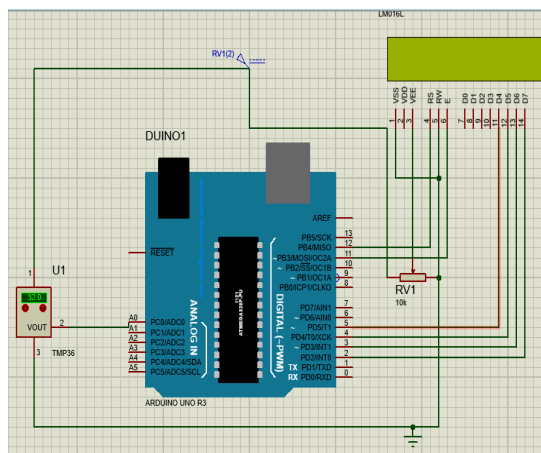 LM016L
RV1(2)
VSS VDD VEE RS RW E D0 D1 D2 D3 D4 D5 D6 D7
1 2 3 4 5 6 7 8 9 10 11 12 13 14
DUINO1
AREF
13
PB5/SCK
12
PB4/MISO
11
~ PB3/MOSI/OC2A
10
~ PB2/SS/OC1B
9
~ PB1/OC1A
8
PB0/ICP1/CLKO
RESET
7
PD7/AIN1
6
~ PD6/AIN0
5
~ PD5/T1
4
PD4/T0/XCK
3
~ PD3/INT1
2
PD2/INT0
1
TX PD1/TXD
0
RX PD0/RXD
ANALOG IN
DIGITAL (~PWM)
A0 PC0/ADC0
A1 PC1/ADC1
A2 PC2/ADC2
A3 PC3/ADC3
A4 PC4/ADC4/SDA
A5 PC5/ADC5/SCL
ARDUINO UNO R3
RV1
10k
U1
1
32.0
VOUT
2
3
TMP36